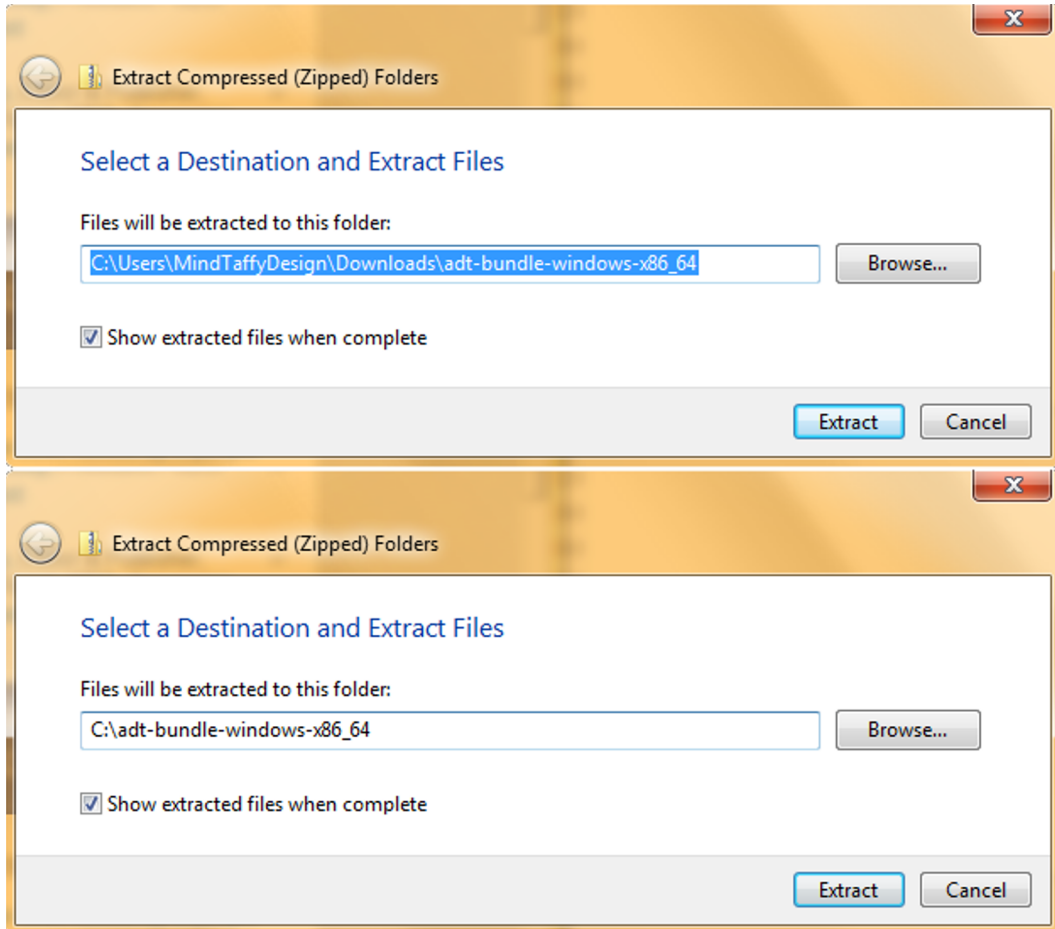 Extract Compressed (Zipped) Folders
Select a Destination and Extract Files
Files will be extracted to this folder:
C:\Users\MindTaffyDesign\Downloads\adt-bundle-windows-x86_64 Browse...
Show extracted files when complete
Extract Cancel
Extract Compressed (Zipped) Folders
Select a Destination and Extract Files
Files will be extracted to this folder:
C:\adt-bundle-windows-x86_64 Browse...
Show extracted files when complete
Extract Cancel